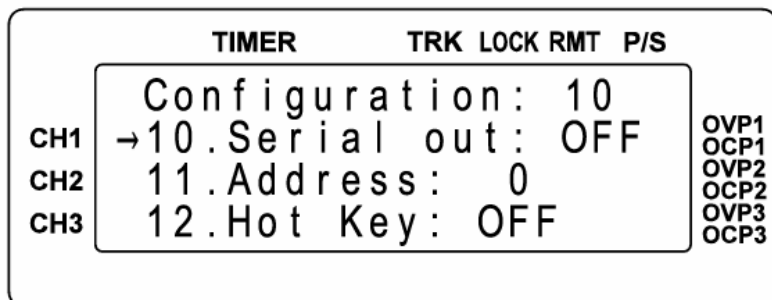 TIMER TRK LOCK RMT P/S
Configuration: 10
CH1 →10.Serial out: OFF OVP1
OCP1
CH2 11.Address: 0 OVP2
OCP2
CH3 12.Hot Key: OFF OVP3
OCP3